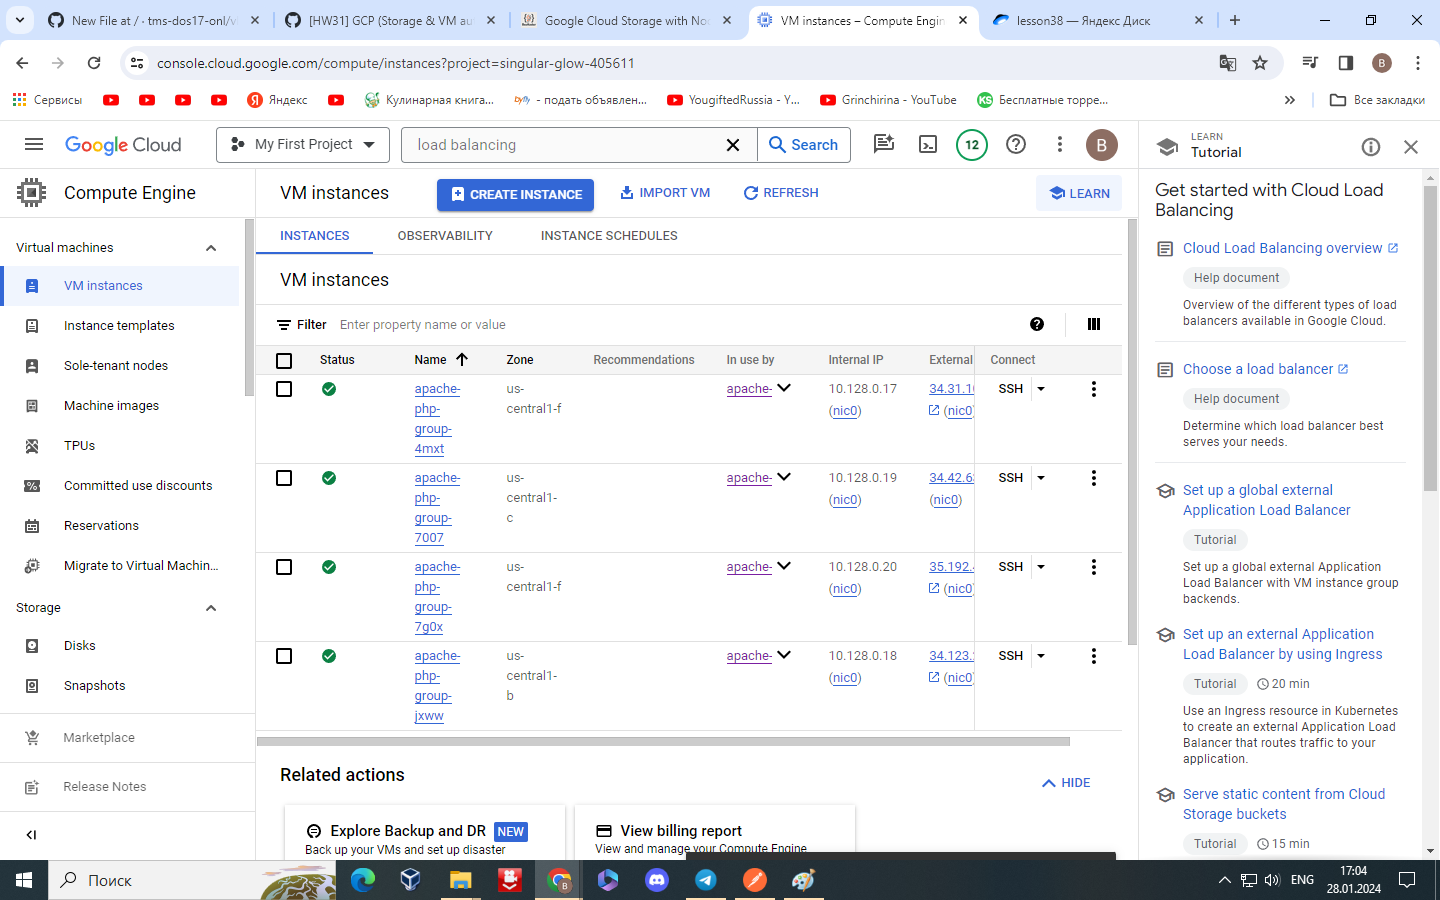 New File at / · tms-dos17-onl/v
[HW31] GCP (Storage & VM au
Google Cloud Storage with Nod
VM instances – Compute Engin
lesson38 — Яндекс Диск
console.cloud.google.com/compute/instances?project=singular-glow-405611
B
Сервисы
Яндекс
Кулинарная книга...
- подать объявлен...
YougiftedRussia - Y...
Grinchirina - YouTube
KS
Бесплатные торре...
»
Все закладки
Google Cloud
My First Project
load balancing
Search
12
B
LEARN
Tutorial
Compute Engine
VM instances
CREATE INSTANCE
IMPORT VM
REFRESH
LEARN
Get started with Cloud Load
Balancing
Virtual machines
VM instances
Instance templates
Sole-tenant nodes
Machine images
TPUs
Committed use discounts
Reservations
Migrate to Virtual Machin...
Storage
Disks
Snapshots
Marketplace
Release Notes
INSTANCES
OBSERVABILITY
INSTANCE SCHEDULES
VM instances
Filter
Enter property name or value
Status
Name
Zone
Recommendations
In use by
Internal IP
External
Connect
apache-
php-
group-
4mxt
us-
central1-f
apache-
10.128.0.17
(nic0)
34.31.1
(nic0
SSH
apache-
php-
group-
7007
us-
central1-
c
apache-
10.128.0.19
(nic0)
34.42.6
(nic0)
SSH
apache-
php-
group-
7g0x
us-
central1-f
apache-
10.128.0.20
(nic0)
35.192.
(nic0
SSH
apache-
php-
group-
jxww
us-
central1-
b
apache-
10.128.0.18
(nic0)
34.123.
(nic0
SSH
Related actions
HIDE
Explore Backup and DR NEW
Back up your VMs and set up disaster
View billing report
View and manage your Compute Engine
Cloud Load Balancing overview
Help document
Overview of the different types of load
balancers available in Google Cloud.
Choose a load balancer
Help document
Determine which load balancer best
serves your needs.
Set up a global external
Application Load Balancer
Tutorial
Set up a global external Application
Load Balancer with VM instance group
backends.
Set up an external Application
Load Balancer by using Ingress
Tutorial
20 min
Use an Ingress resource in Kubernetes
to create an external Application Load
Balancer that routes traffic to your
application.
Serve static content from Cloud
Storage buckets
Tutorial
15 min
Поиск
B
ENG
17:04
28.01.2024